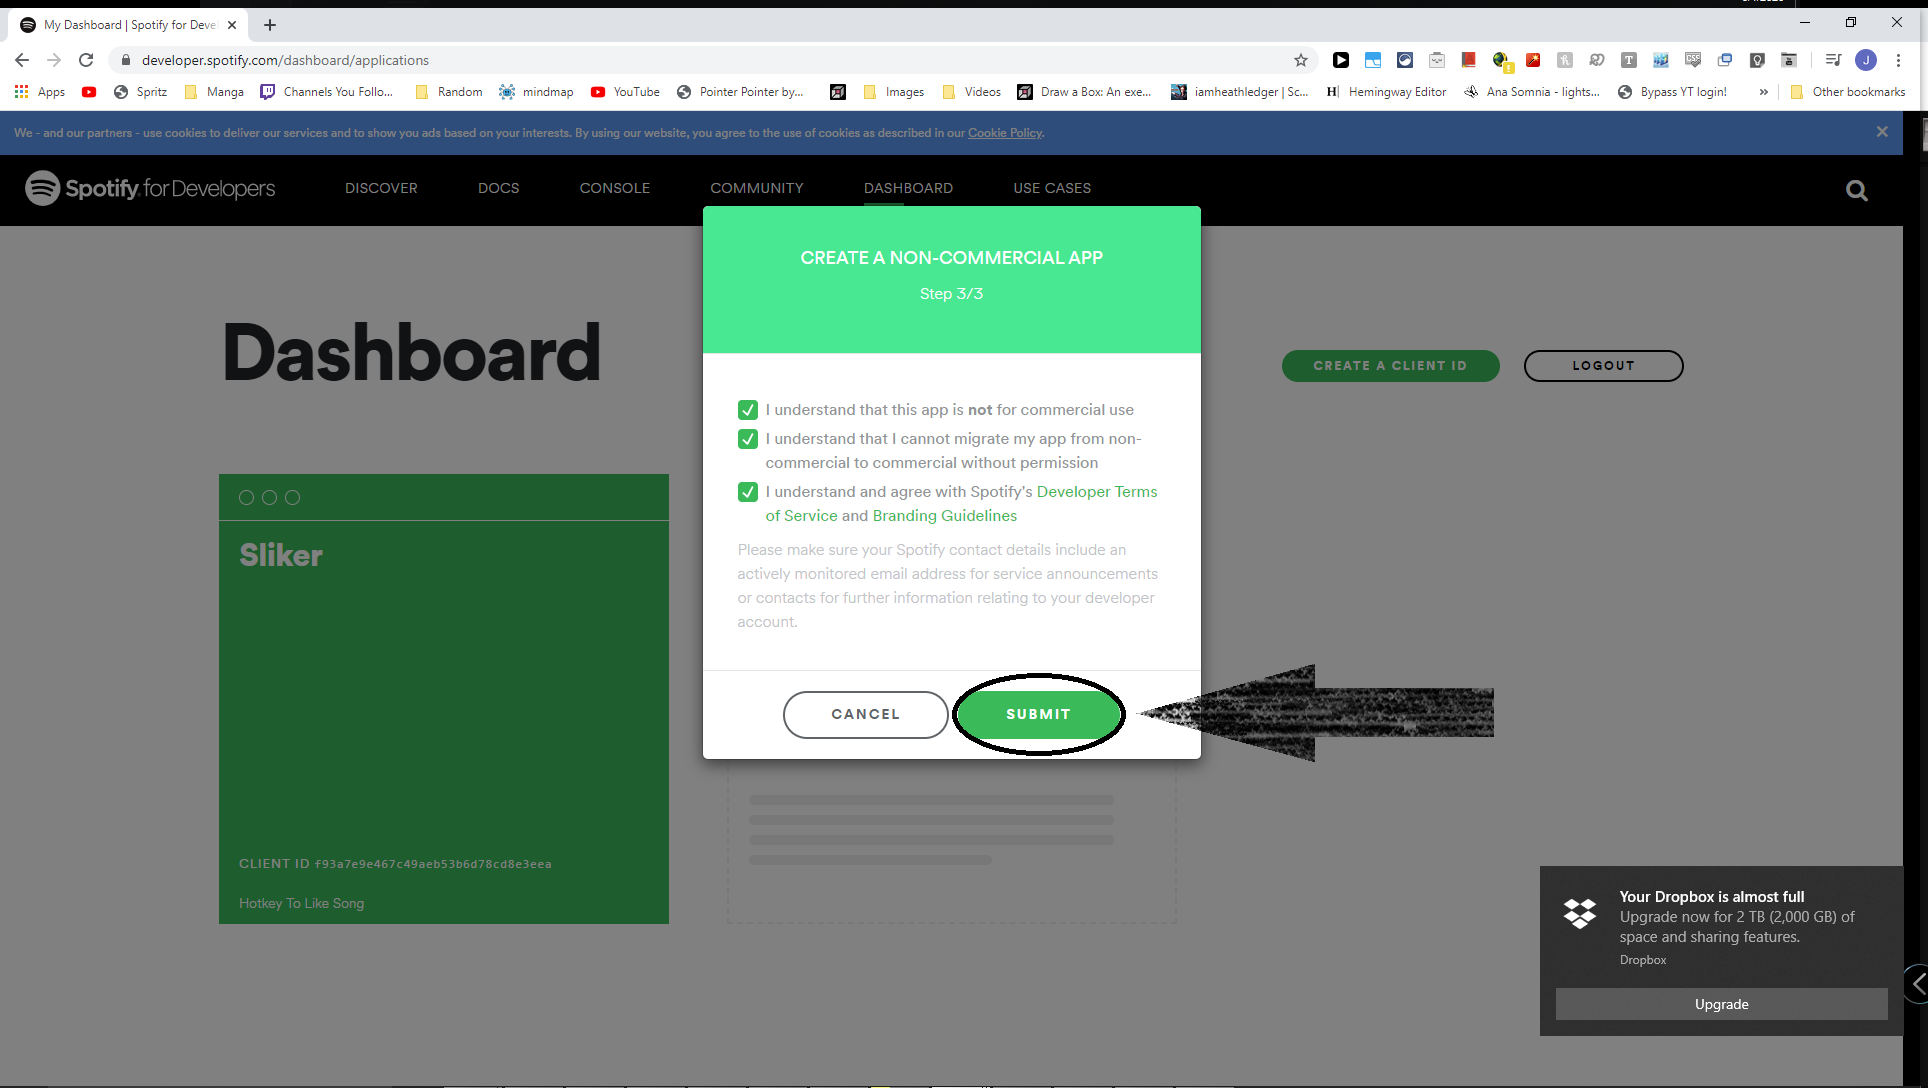 My Dashboard | Spotify for Deve
developer.spotify.com/dashboard/applications
Apps Spritz Manga Channels You Follo... Random mindmap YouTube Pointer Pointer by... Images Videos Draw a Box: An exe... iamheathledger | Sc... H Hemingway Editor Ana Somnia - lights... Bypass YT login! » Other bookmarks
We - and our partners - use cookies to deliver our services and to show you ads based on your interests. By using our website, you agree to the use of cookies as described in our Cookie Policy.
Spotify for Developers DISCOVER DOCS CONSOLE COMMUNITY DASHBOARD USE CASES
CREATE A NON-COMMERCIAL APP
Step 3/3
Dashboard
CREATE A CLIENT ID LOGOUT
I understand that this app is not for commercial use
I understand that I cannot migrate my app from non-
commercial to commercial without permission
I understand and agree with Spotify's Developer Terms
of Service and Branding Guidelines
Please make sure your Spotify contact details include an
actively monitored email address for service announcements
or contacts for further information relating to your developer
account.
CANCEL SUBMIT
Sliker
CLIENT ID f93a7e9e467c49aeb53b6d78cd8e3eea
Hotkey To Like Song
Your Dropbox is almost full
Upgrade now for 2 TB (2,000 GB) of
space and sharing features.
Dropbox
Upgrade